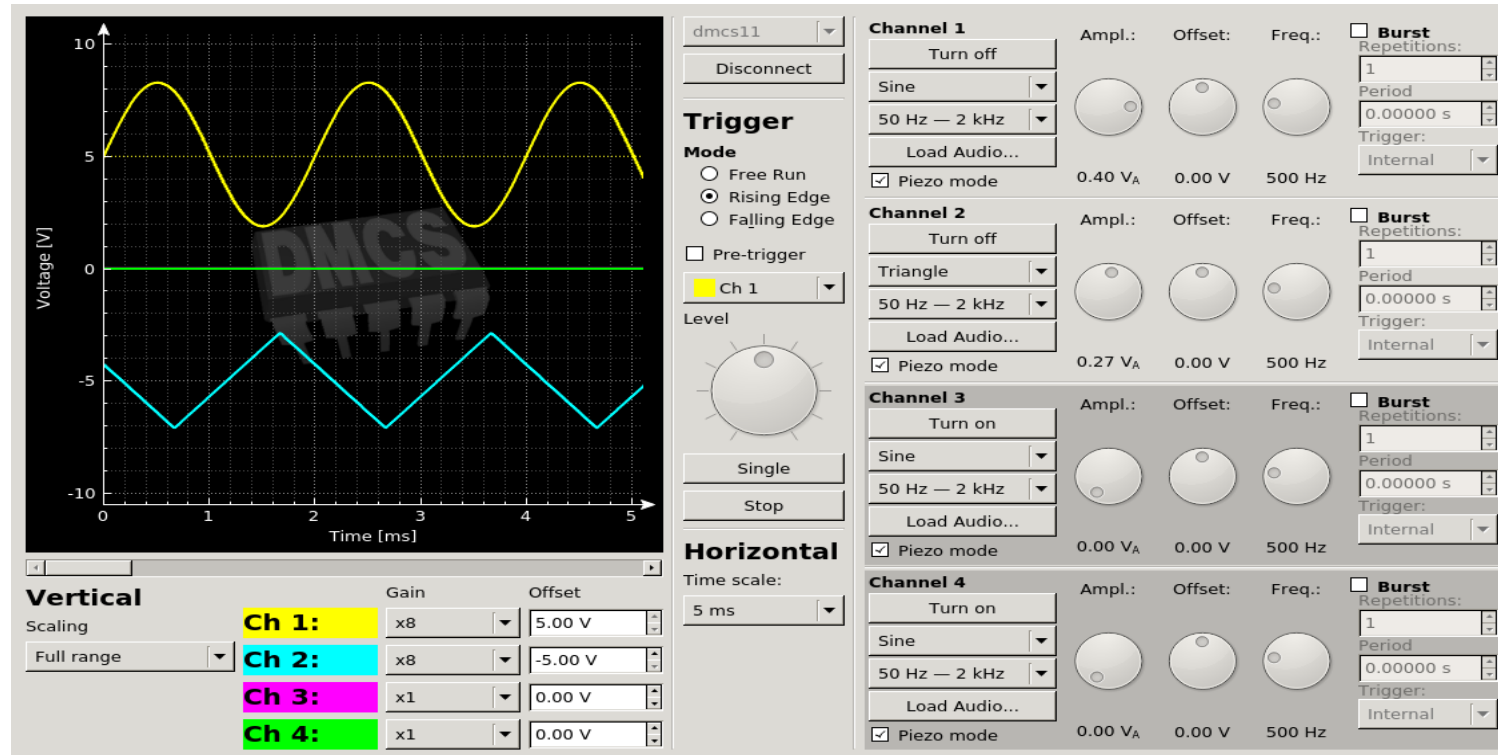 10
5
0
-5
-10
Voltage [V]
0 1 2 3 4 5
Time [ms]
DMCS
Vertical
Scaling
Full range
Gain Offset
Ch 1: x8 5.00 V
Ch 2: x8 -5.00 V
Ch 3: x1 0.00 V
Ch 4: x1 0.00 V
dmcs11
Disconnect
Trigger
Mode
Free Run
Rising Edge
Falling Edge
Pre-trigger
Ch 1
Level
Single
Stop
Horizontal
Time scale:
5 ms
Channel 1
Turn off
Sine
50 Hz — 2 kHz
Load Audio...
Piezo mode
Ampl.: Offset: Freq.:
0.40 VA 0.00 V 500 Hz
Burst
Repetitions:
1
Period
0.00000 s
Trigger:
Internal
Channel 2
Turn off
Triangle
50 Hz — 2 kHz
Load Audio...
Piezo mode
Ampl.: Offset: Freq.:
0.27 VA 0.00 V 500 Hz
Burst
Repetitions:
1
Period
0.00000 s
Trigger:
Internal
Channel 3
Turn on
Sine
50 Hz — 2 kHz
Load Audio...
Piezo mode
Ampl.: Offset: Freq.:
0.00 VA 0.00 V 500 Hz
Burst
Repetitions:
1
Period
0.00000 s
Trigger:
Internal
Channel 4
Turn on
Sine
50 Hz — 2 kHz
Load Audio...
Piezo mode
Ampl.: Offset: Freq.:
0.00 VA 0.00 V 500 Hz
Burst
Repetitions:
1
Period
0.00000 s
Trigger:
Internal